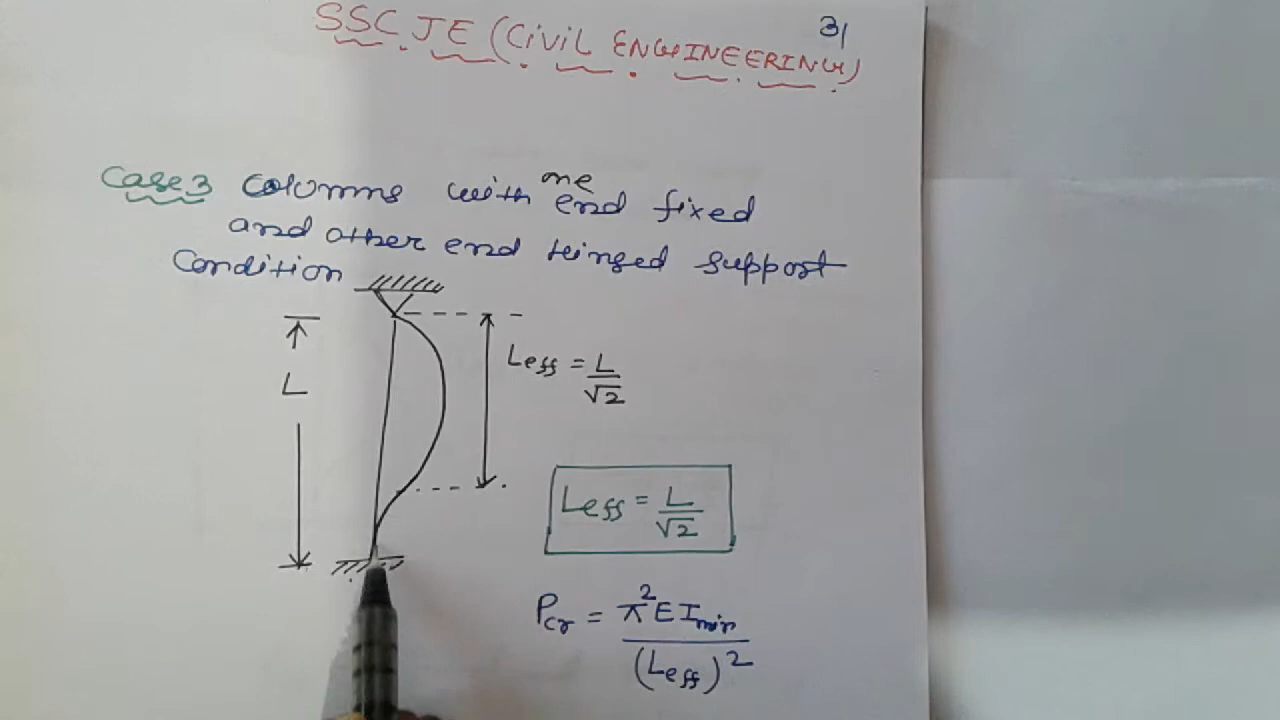 SSC JE (CIVIL ENGINEERING)
31
Case 3 Columns with one end fixed
and other end hinged support
Condition
L
Leff = L/√2
Leff = L/√2
Pcr = π²EImin/(Leff)²